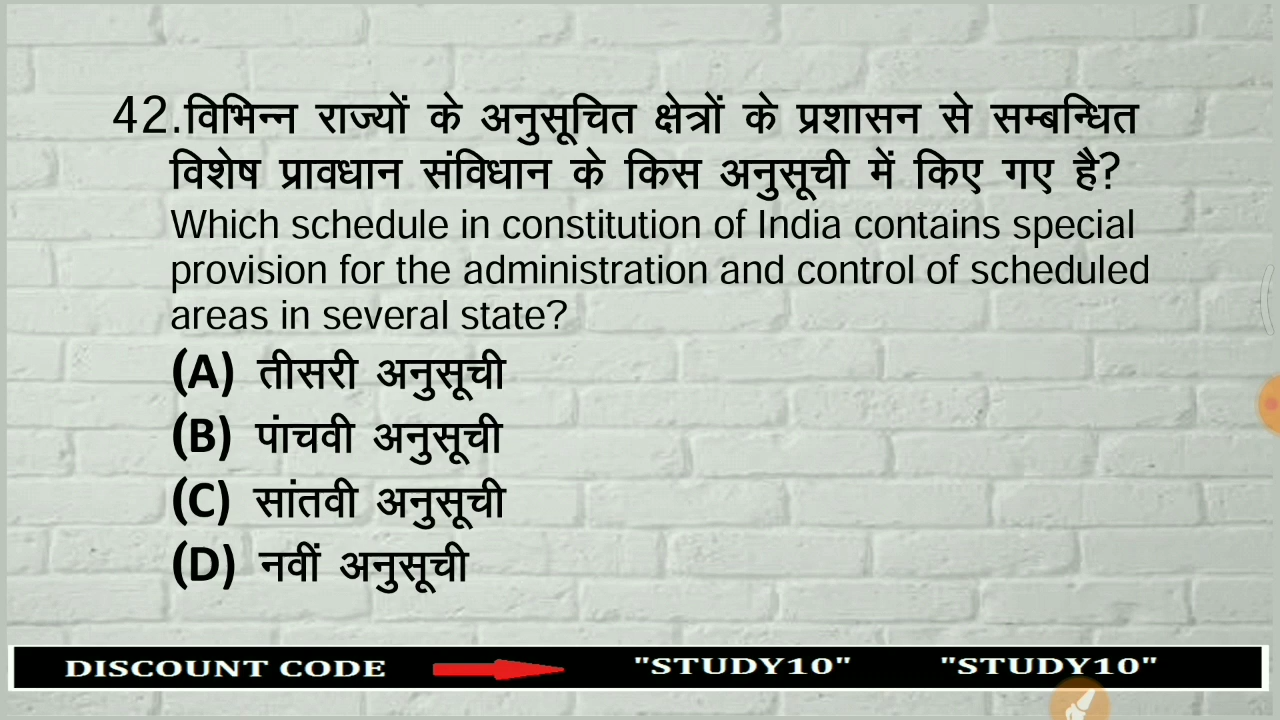 42.विभिन्न राज्यों के अनुसूचित क्षेत्रों के प्रशासन से सम्बन्धित
विशेष प्रावधान संविधान के किस अनुसूची में किए गए है?
Which schedule in constitution of India contains special
provision for the administration and control of scheduled
areas in several state?
(A) तीसरी अनुसूची
(B) पांचवी अनुसूची
(C) सांतवी अनुसूची
(D) नवीं अनुसूची
DISCOUNT CODE "STUDY10" "STUDY10"